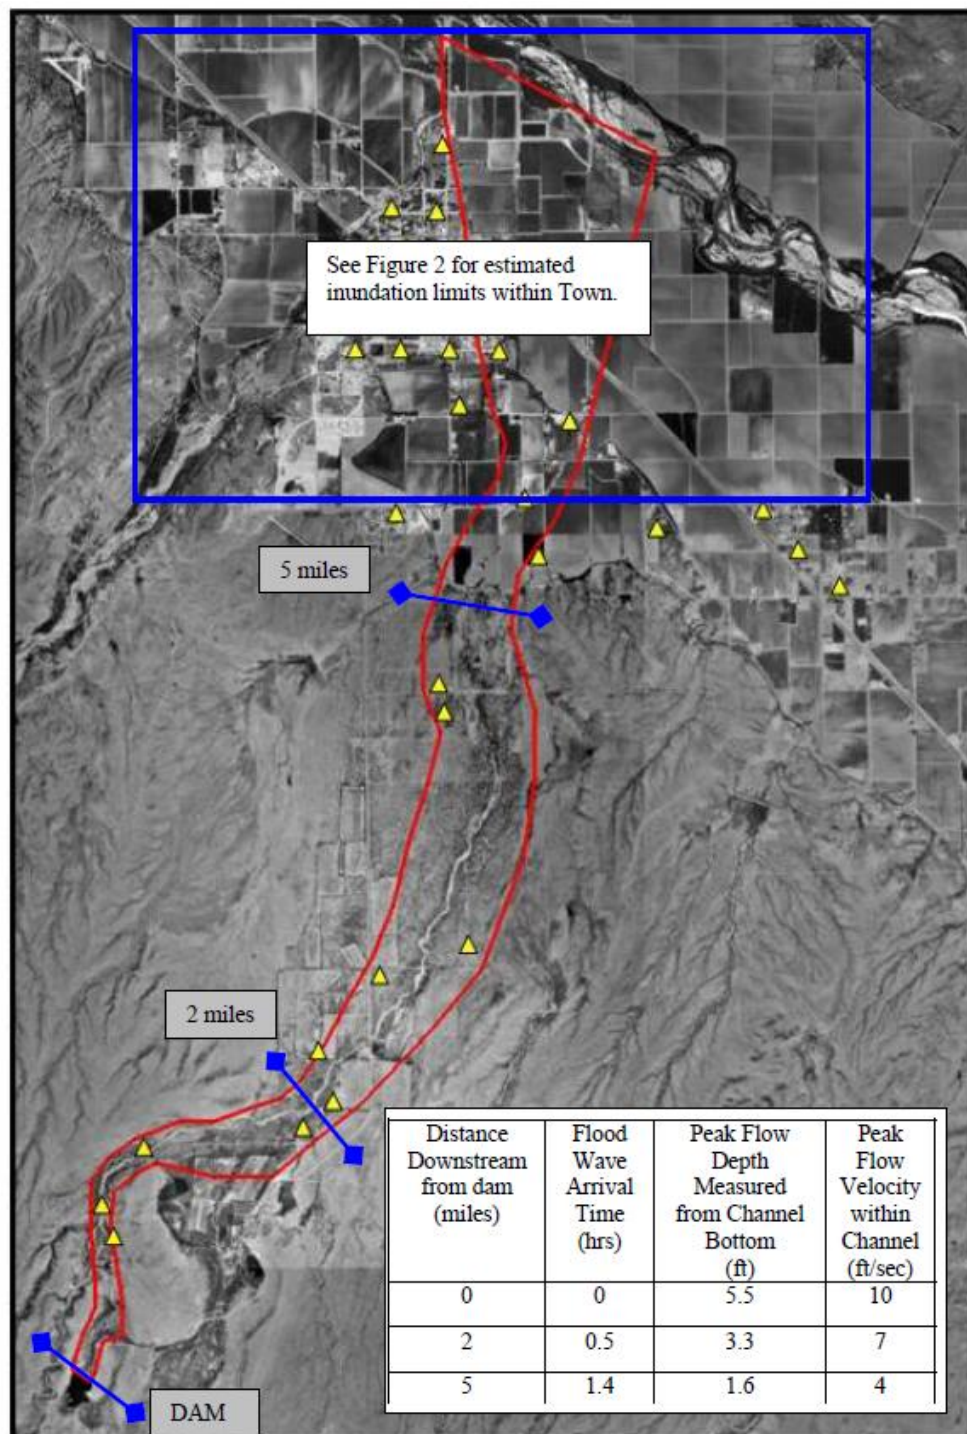 See Figure 2 for estimated
inundation limits within Town.
5 miles
2 miles
Distance Downstream from dam (miles)
Flood Wave Arrival Time (hrs)
Peak Flow Depth Measured from Channel Bottom (ft)
Peak Flow Velocity within Channel (ft/sec)
0 0 5.5 10
2 0.5 3.3 7
5 1.4 1.6 4
DAM